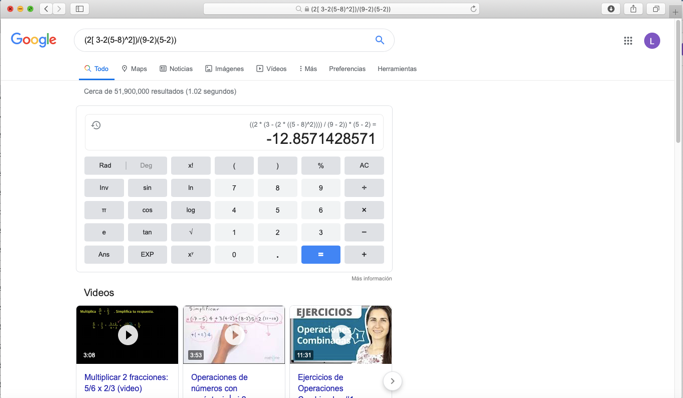 (2[ 3-2(5-8)^2])/(9-2)(5-2))
Google
(2[ 3-2(5-8)^2])/(9-2)(5-2))
L
Todo Maps Noticias Imágenes Vídeos Más Preferencias Herramientas
Cerca de 51,900,000 resultados (1.02 segundos)
((2 * (3 - (2 * ((5 - 8)^2)))) / (9 - 2)) * (5 - 2) =
-12.8571428571
Rad | Deg x! ( ) % AC
Inv sin ln 7 8 9 ÷
π cos log 4 5 6 ×
e tan √ 1 2 3 −
Ans EXP xʸ 0 . = +
Más información
Videos
3:08
Multiplicar 2 fracciones:
5/6 x 2/3 (video)
3:53
Operaciones de
números con
EJERCICIOS
Operaciones
11:31
Ejercicios de
Operaciones